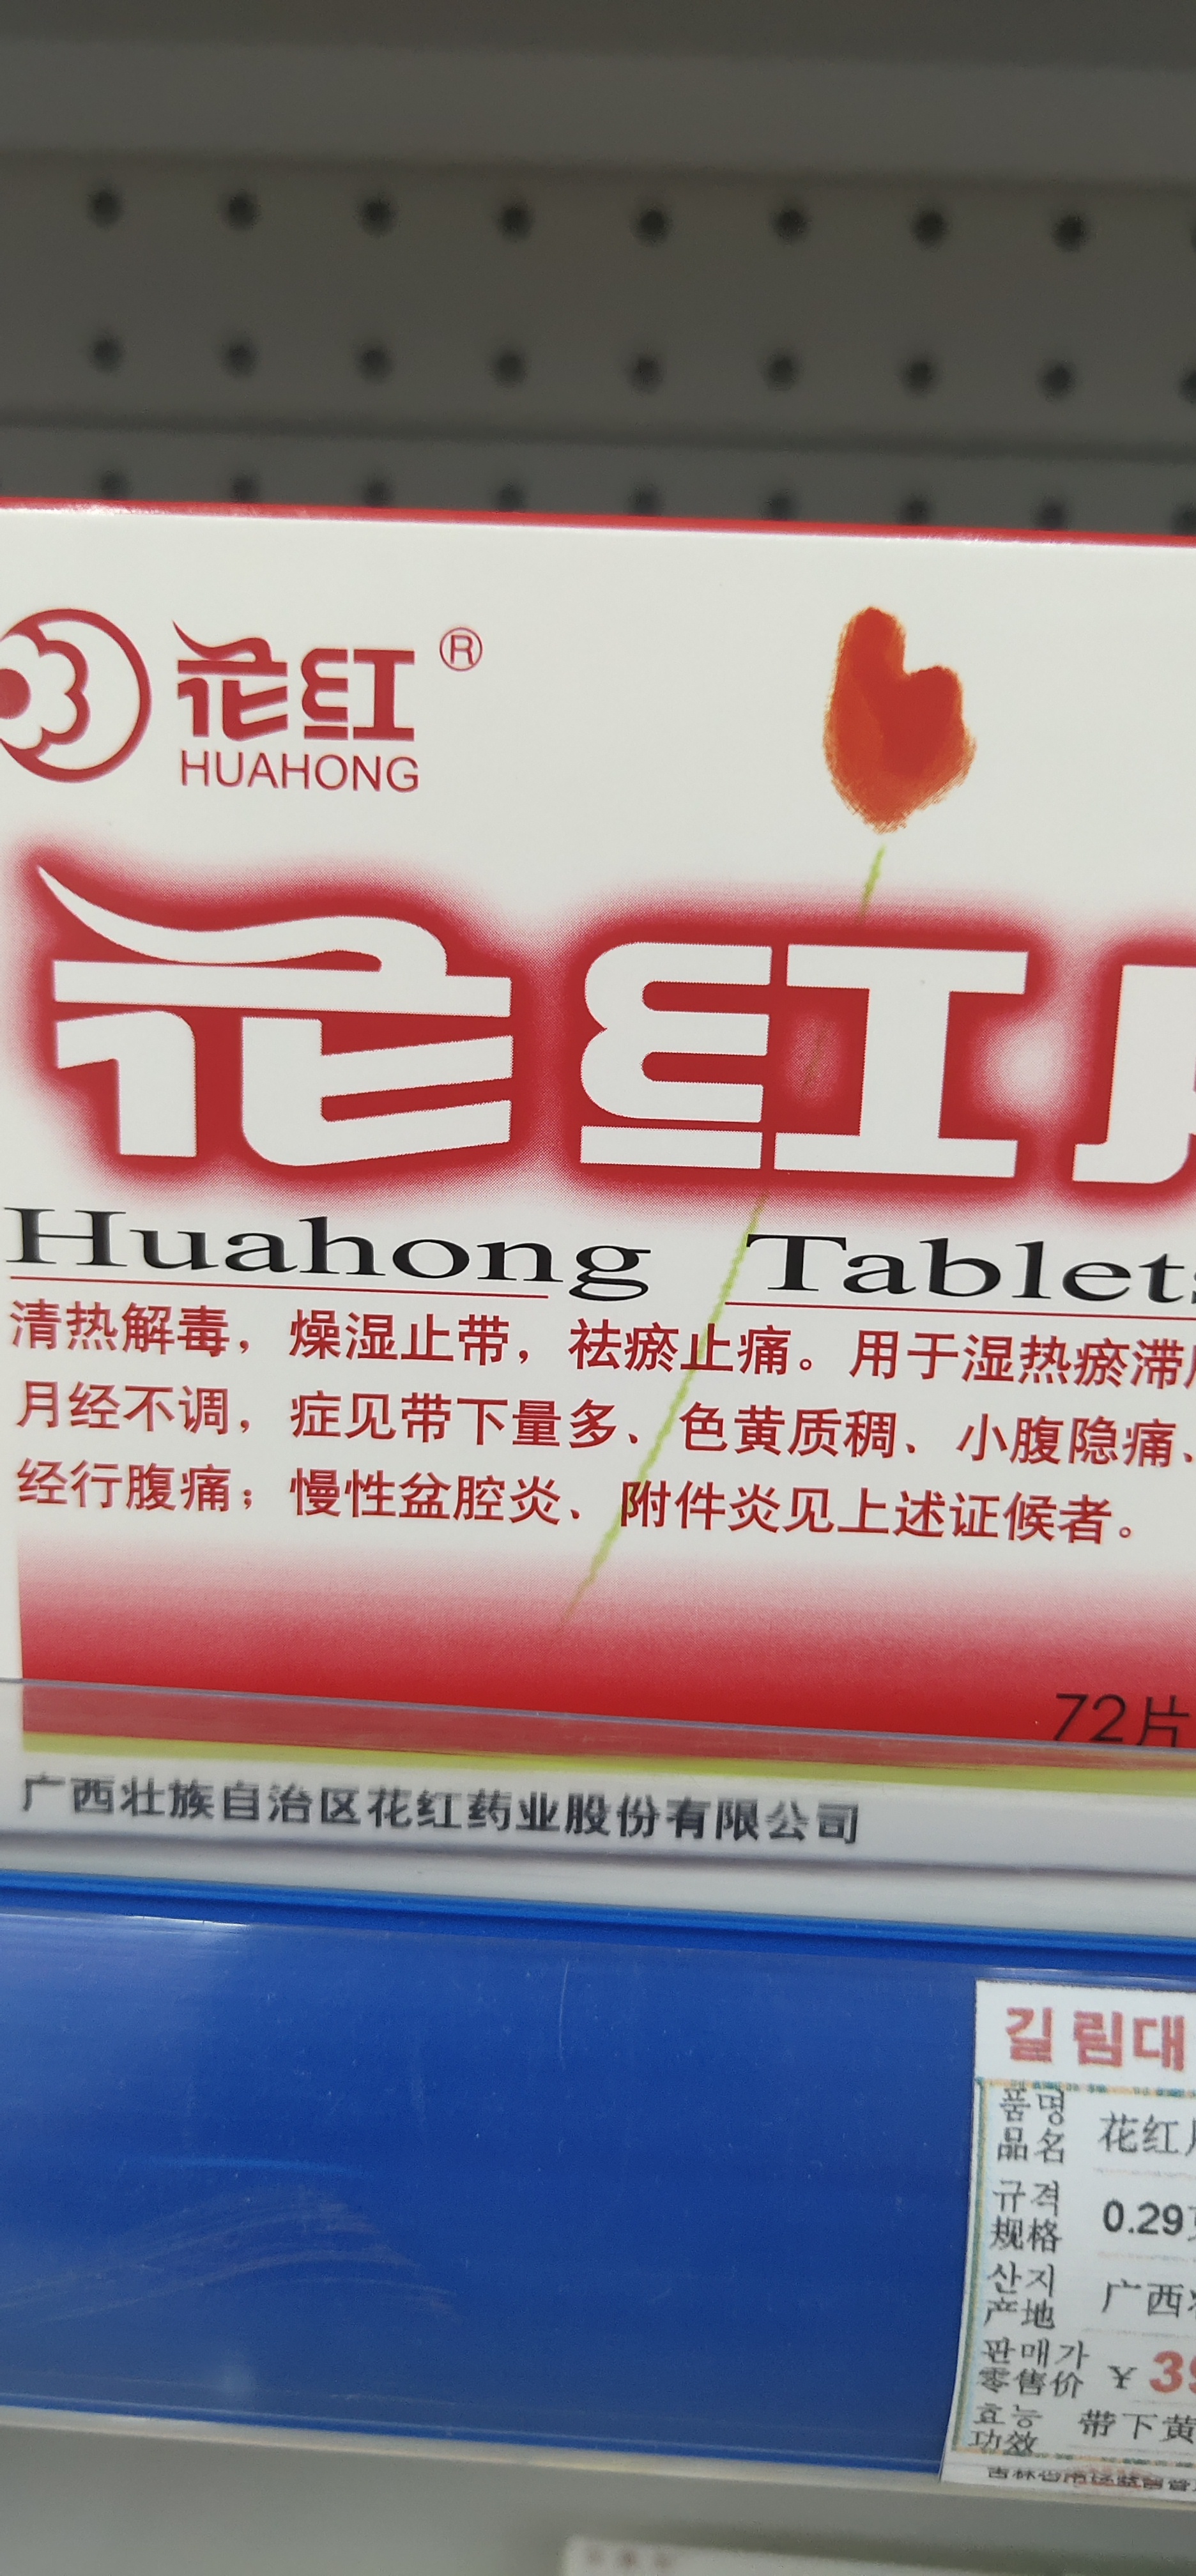 花红®
HUAHONG
花红
Huahong Tablets
清热解毒，燥湿止带，祛瘀止痛。用于湿热瘀滞
月经不调，症见带下量多、色黄质稠、小腹隐痛、
经行腹痛；慢性盆腔炎、附件炎见上述证候者。
72片
广西壮族自治区花红药业股份有限公司
길림대
품명
品名 花红
규격
规格 0.29
산지
产地 广西
판매가
零售价 ¥ 39
효능
功效 带下黄